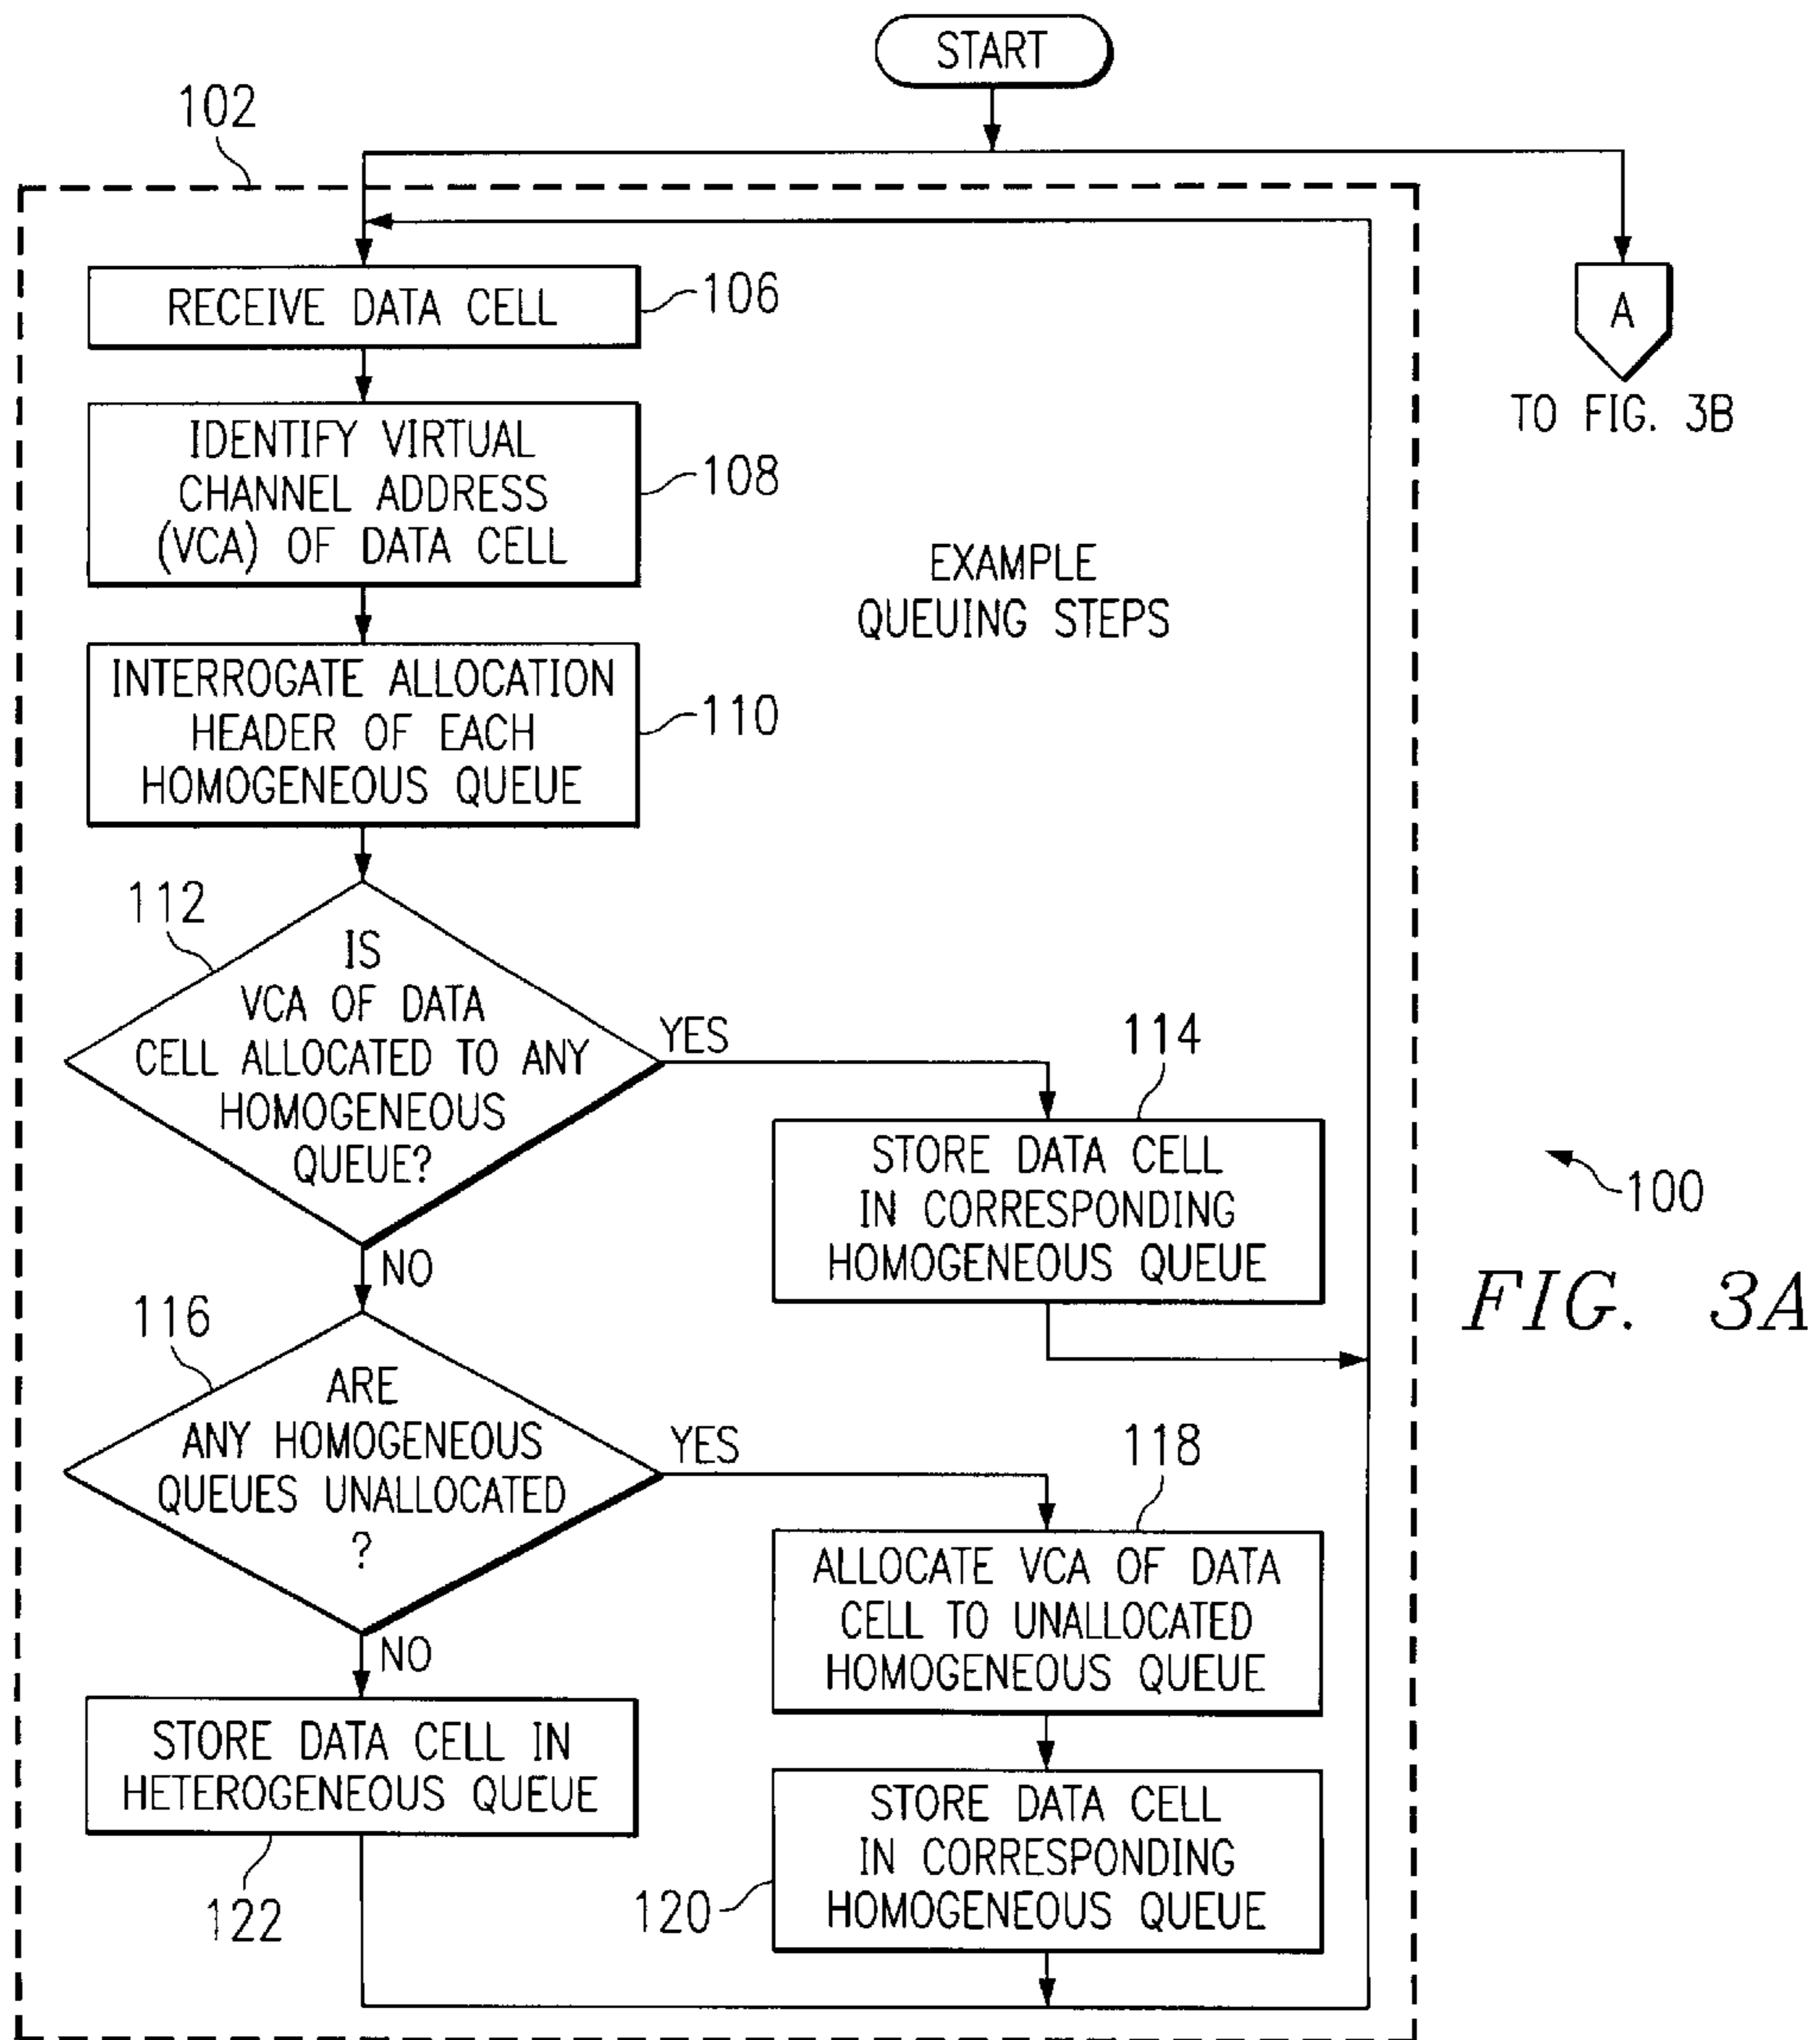 START
102
RECEIVE DATA CELL
106
A
TO FIG. 3B
IDENTIFY VIRTUAL
CHANNEL ADDRESS
(VCA) OF DATA CELL
108
EXAMPLE
QUEUING STEPS
INTERROGATE ALLOCATION
HEADER OF EACH
HOMOGENEOUS QUEUE
110
112
IS
VCA OF DATA
CELL ALLOCATED TO ANY
HOMOGENEOUS
QUEUE?
YES
NO
114
STORE DATA CELL
IN CORRESPONDING
HOMOGENEOUS QUEUE
100
FIG. 3A
116
ARE
ANY HOMOGENEOUS
QUEUES UNALLOCATED
?
YES
NO
118
ALLOCATE VCA OF DATA
CELL TO UNALLOCATED
HOMOGENEOUS QUEUE
STORE DATA CELL IN
HETEROGENEOUS QUEUE
122
STORE DATA CELL
IN CORRESPONDING
HOMOGENEOUS QUEUE
120